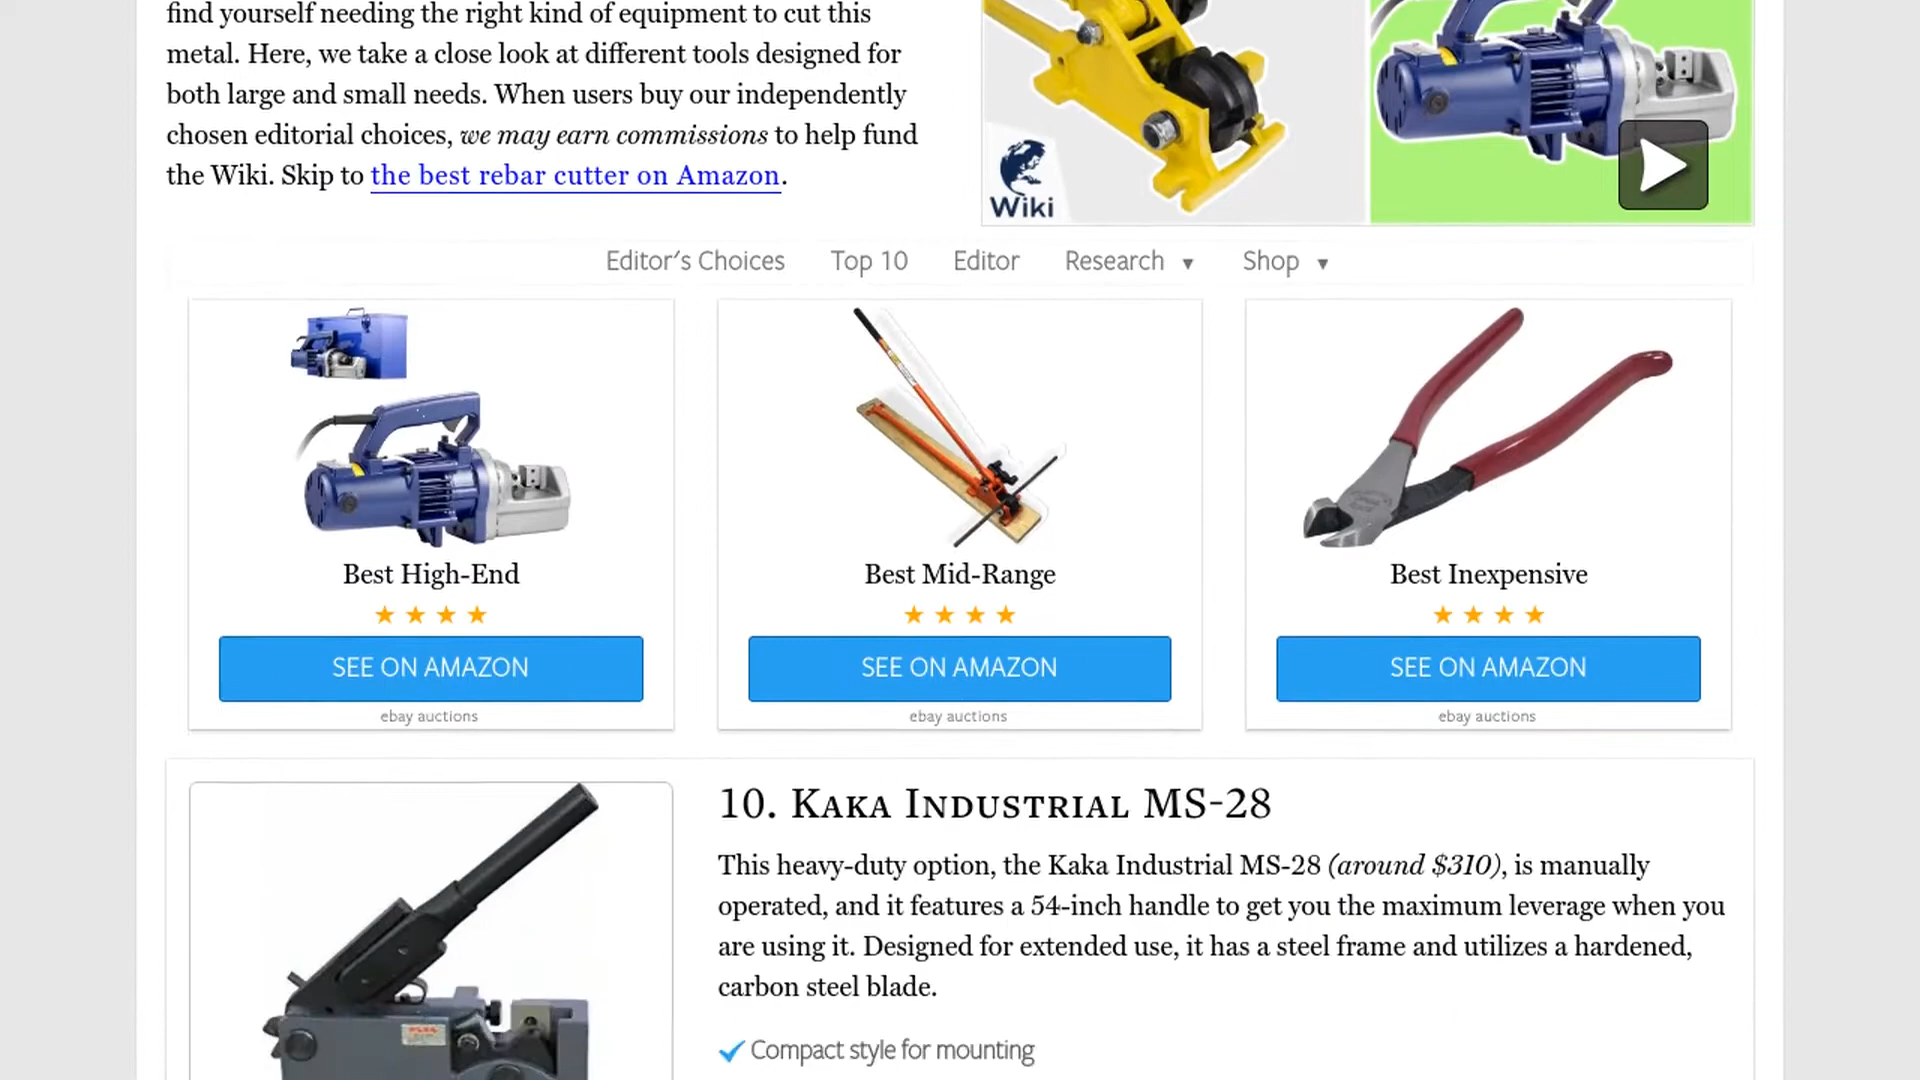 find yourself needing the right kind of equipment to cut this
metal. Here, we take a close look at different tools designed for
both large and small needs. When users buy our independently
chosen editorial choices, we may earn commissions to help fund
the Wiki. Skip to the best rebar cutter on Amazon.
Wiki
Editor's Choices Top 10 Editor Research ▼ Shop ▼
Best High-End
★ ★ ★ ★
SEE ON AMAZON
ebay auctions
Best Mid-Range
★ ★ ★ ★
SEE ON AMAZON
ebay auctions
Best Inexpensive
★ ★ ★ ★
SEE ON AMAZON
ebay auctions
10. Kaka Industrial MS-28
This heavy-duty option, the Kaka Industrial MS-28 (around $310), is manually
operated, and it features a 54-inch handle to get you the maximum leverage when you
are using it. Designed for extended use, it has a steel frame and utilizes a hardened,
carbon steel blade.
Compact style for mounting